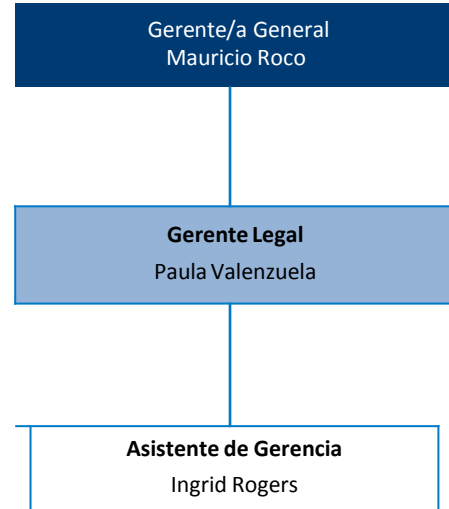 Gerente/a General
Mauricio Roco
Gerente Legal
Paula Valenzuela
Asistente de Gerencia
Ingrid Rogers